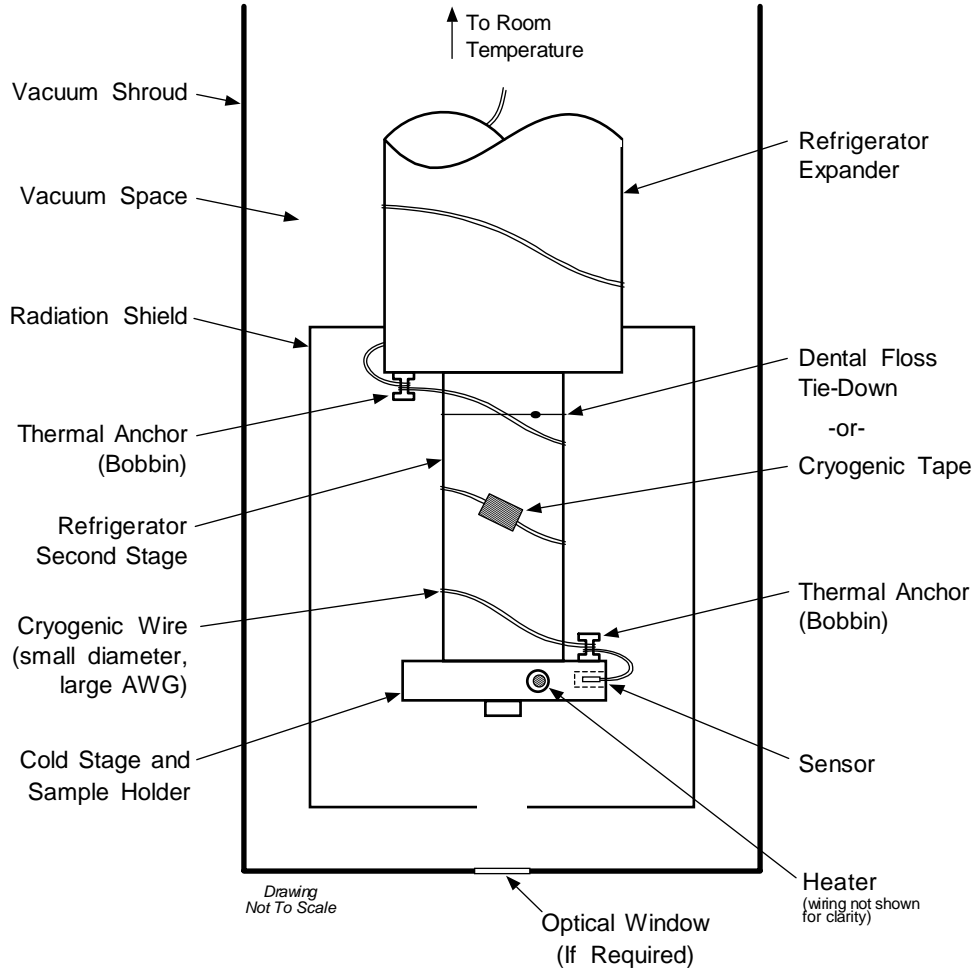 To Room
Temperature
Vacuum Shroud
Vacuum Space
Radiation Shield
Thermal Anchor
(Bobbin)
Refrigerator
Second Stage
Cryogenic Wire
(small diameter,
large AWG)
Cold Stage and
Sample Holder
Drawing
Not To Scale
Refrigerator
Expander
Dental Floss
Tie-Down
-or-
Cryogenic Tape
Thermal Anchor
(Bobbin)
Sensor
Heater
(wiring not shown
for clarity)
Optical Window
(If Required)